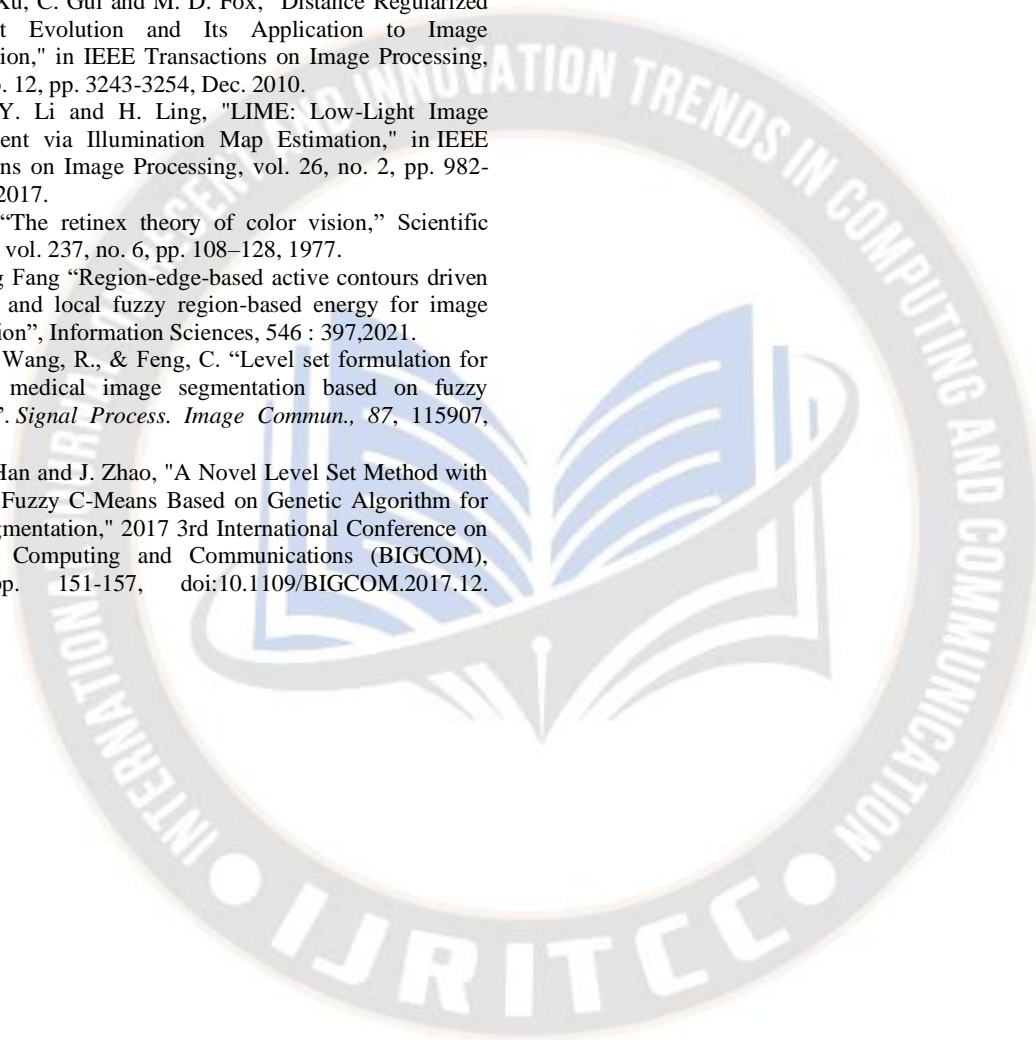 Xu, C. Gui and M. D. Fox, "Distance Regularized
t Evolution and Its Application to Image
ion," in IEEE Transactions on Image Processing,
o. 12, pp. 3243-3254, Dec. 2010.
Y. Li and H. Ling, "LIME: Low-Light Image
ent via Illumination Map Estimation," in IEEE
ns on Image Processing, vol. 26, no. 2, pp. 982-
2017.
“The retinex theory of color vision,” Scientific
vol. 237, no. 6, pp. 108–128, 1977.
g Fang “Region-edge-based active contours driven
and local fuzzy region-based energy for image
ion”, Information Sciences, 546 : 397,2021.
Wang, R., & Feng, C. “Level set formulation for
medical image segmentation based on fuzzy
”. Signal Process. Image Commun., 87, 115907,
Han and J. Zhao, "A Novel Level Set Method with
Fuzzy C-Means Based on Genetic Algorithm for
gmentation," 2017 3rd International Conference on
Computing and Communications (BIGCOM),
pp. 151-157, doi:10.1109/BIGCOM.2017.12.
INTERNATIONAL JOURNAL ON RECENT AND INNOVATION TRENDS IN COMPUTING AND COMMUNICATION
IJRITCC